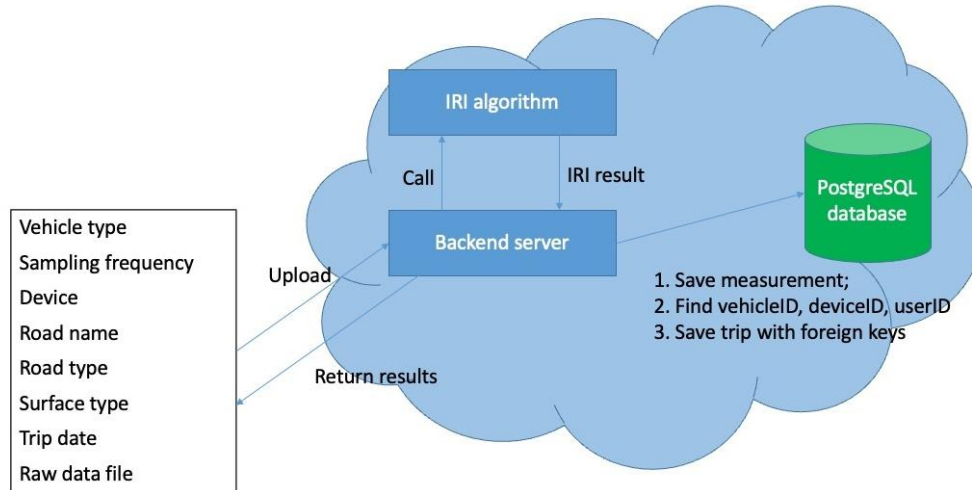 IRI algorithm
Call
IRI result
PostgreSQL
database
Backend server
Vehicle type
Sampling frequency
Device
Road name
Road type
Surface type
Trip date
Raw data file
Upload
Return results
1. Save measurement;
2. Find vehicleID, deviceID, userID
3. Save trip with foreign keys